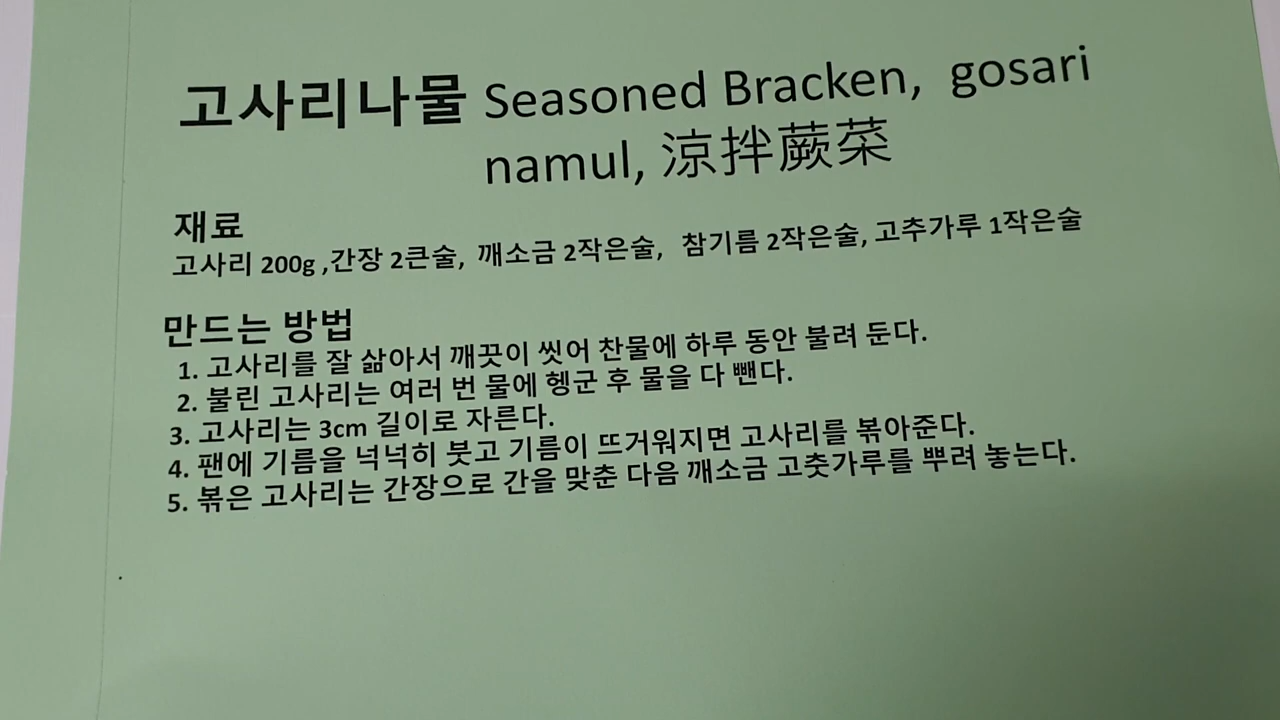 고사리나물 Seasoned Bracken, gosari
namul, 涼拌蕨菜
재료
고사리 200g ,간장 2큰술, 깨소금 2작은술, 참기름 2작은술, 고추가루 1작은술
만드는 방법
1. 고사리를 잘 삶아서 깨끗이 씻어 찬물에 하루 동안 불려 둔다.
2. 불린 고사리는 여러 번 물에 헹군 후 물을 다 뺀다.
3. 고사리는 3cm 길이로 자른다.
4. 팬에 기름을 넉넉히 붓고 기름이 뜨거워지면 고사리를 볶아준다.
5. 볶은 고사리는 간장으로 간을 맞춘 다음 깨소금 고춧가루를 뿌려 놓는다.